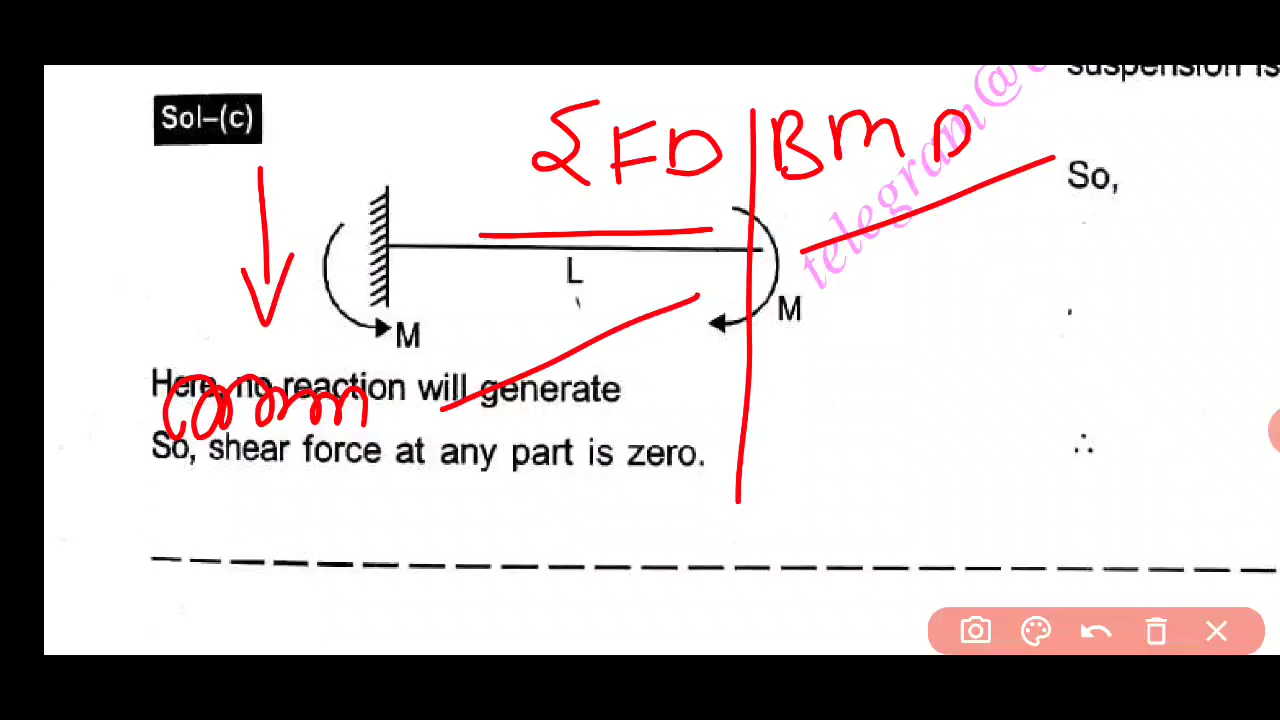 suspension is
Sol–(c)
SFD BMD
So,
L
M
M
telegram@
Here, no reaction will generate
So, shear force at any part is zero.
∴